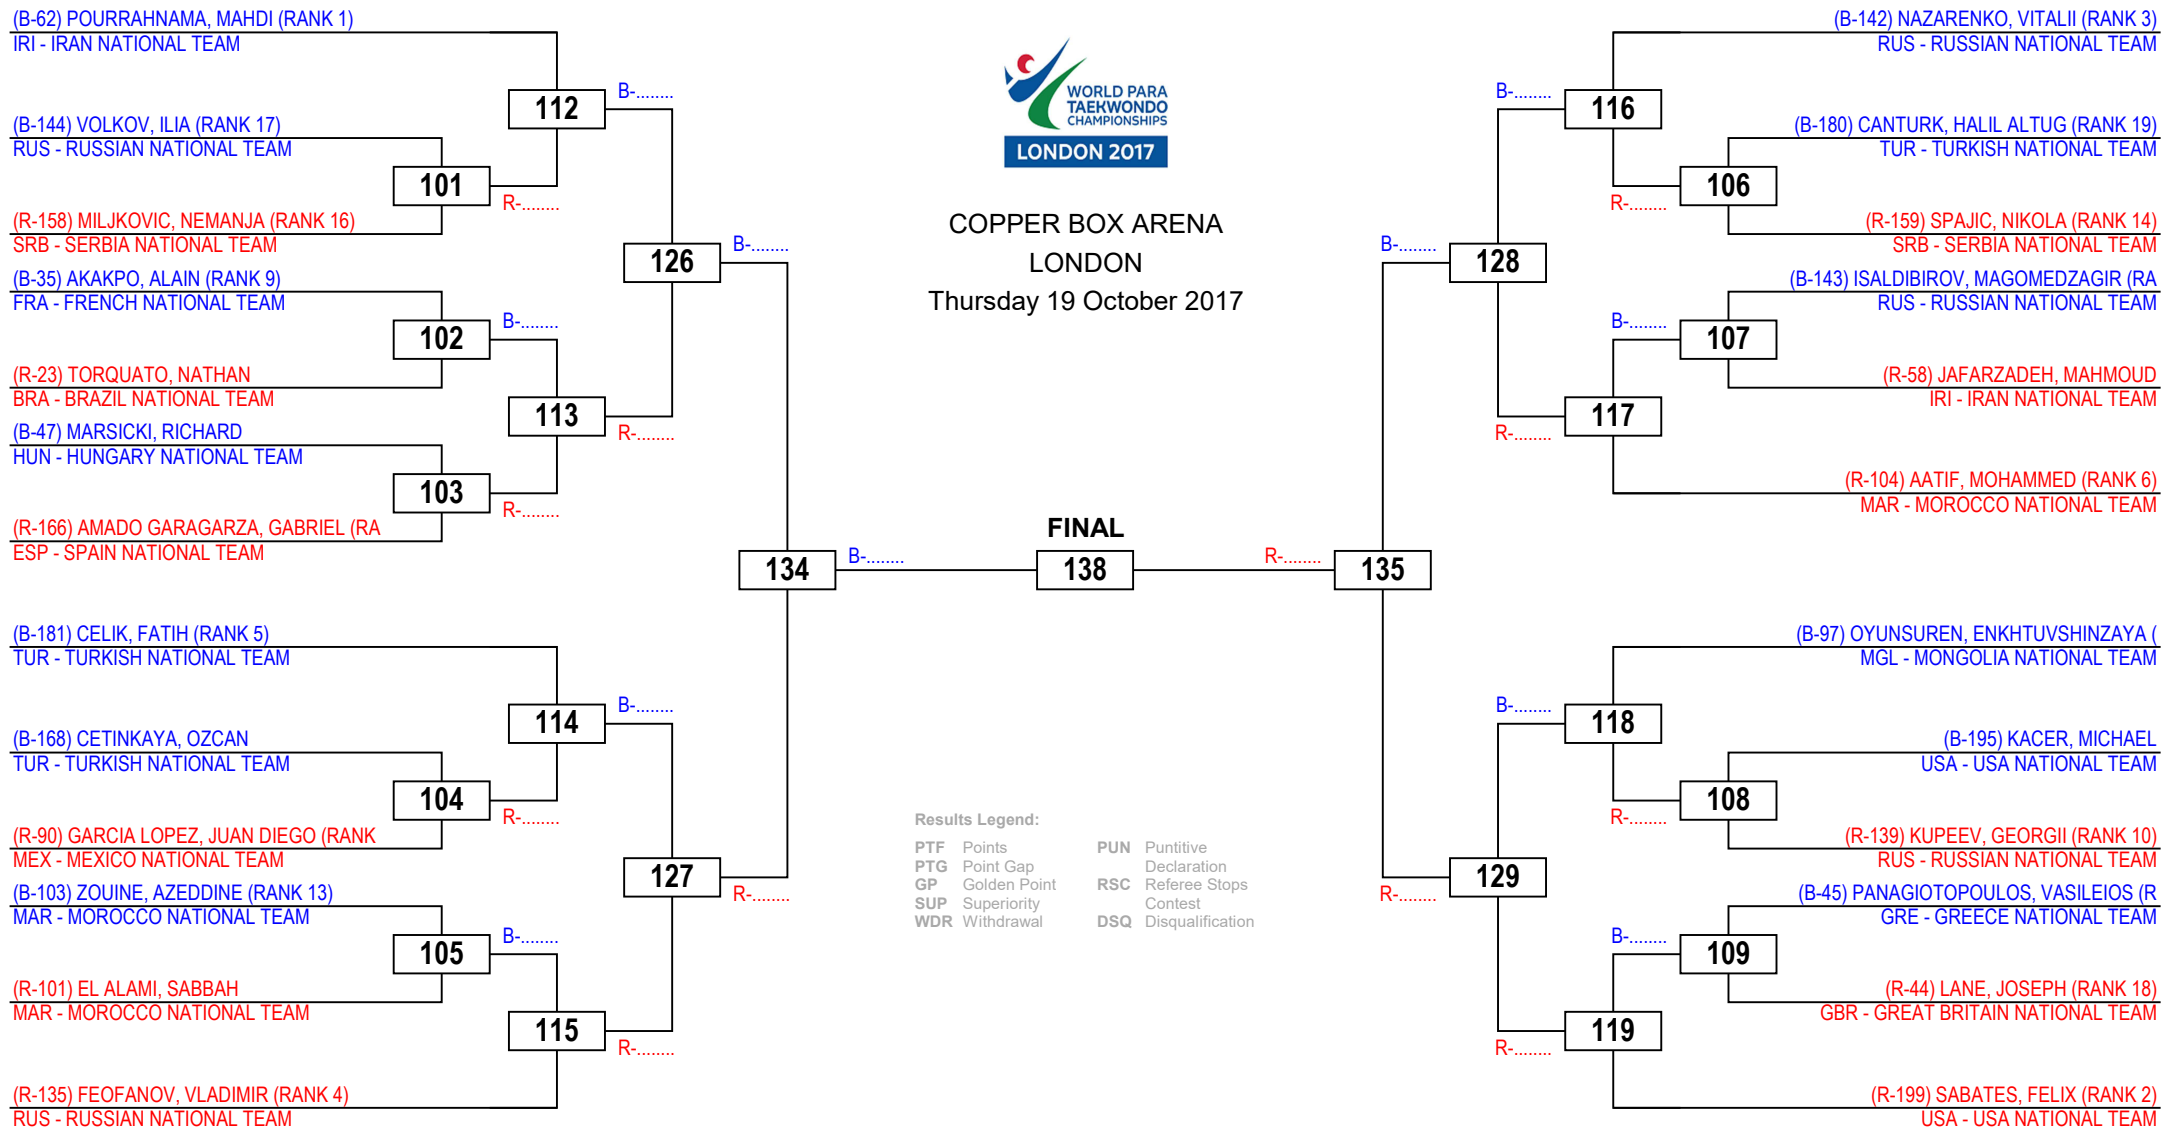 (B-62) POURRAHNAMA, MAHDI (RANK 1)
IRI - IRAN NATIONAL TEAM
112
B-........
(B-144) VOLKOV, ILIA (RANK 17)
RUS - RUSSIAN NATIONAL TEAM
101
R-........
(R-158) MILJKOVIC, NEMANJA (RANK 16)
SRB - SERBIA NATIONAL TEAM
126
B-........
(B-35) AKAKPO, ALAIN (RANK 9)
FRA - FRENCH NATIONAL TEAM
102
B-........
(R-23) TORQUATO, NATHAN
BRA - BRAZIL NATIONAL TEAM
113
R-........
(B-47) MARSICKI, RICHARD
HUN - HUNGARY NATIONAL TEAM
103
R-........
(R-166) AMADO GARAGARZA, GABRIEL (RA
ESP - SPAIN NATIONAL TEAM
134
B-........
(B-181) CELIK, FATIH (RANK 5)
TUR - TURKISH NATIONAL TEAM
114
B-........
(B-168) CETINKAYA, OZCAN
TUR - TURKISH NATIONAL TEAM
104
R-........
(R-90) GARCIA LOPEZ, JUAN DIEGO (RANK
MEX - MEXICO NATIONAL TEAM
127
R-........
(B-103) ZOUINE, AZEDDINE (RANK 13)
MAR - MOROCCO NATIONAL TEAM
105
B-........
(R-101) EL ALAMI, SABBAH
MAR - MOROCCO NATIONAL TEAM
115
R-........
(R-135) FEOFANOV, VLADIMIR (RANK 4)
RUS - RUSSIAN NATIONAL TEAM
WORLD PARA
TAEKWONDO
CHAMPIONSHIPS
LONDON 2017
COPPER BOX ARENA
LONDON
Thursday 19 October 2017
FINAL
138
Results Legend:
PTF Points
PTG Point Gap
GP Golden Point
SUP Superiority
WDR Withdrawal
PUN Puntitive
Declaration
RSC Referee Stops
Contest
DSQ Disqualification
(B-142) NAZARENKO, VITALII (RANK 3)
RUS - RUSSIAN NATIONAL TEAM
B-........
116
(B-180) CANTURK, HALIL ALTUG (RANK 19)
TUR - TURKISH NATIONAL TEAM
106
R-........
(R-159) SPAJIC, NIKOLA (RANK 14)
SRB - SERBIA NATIONAL TEAM
B-........
128
(B-143) ISALDIBIROV, MAGOMEDZAGIR (RA
RUS - RUSSIAN NATIONAL TEAM
B-........
107
(R-58) JAFARZADEH, MAHMOUD
IRI - IRAN NATIONAL TEAM
117
R-........
(R-104) AATIF, MOHAMMED (RANK 6)
MAR - MOROCCO NATIONAL TEAM
R-........
135
(B-97) OYUNSUREN, ENKHTUVSHINZAYA (
MGL - MONGOLIA NATIONAL TEAM
B-........
118
(B-195) KACER, MICHAEL
USA - USA NATIONAL TEAM
108
R-........
(R-139) KUPEEV, GEORGII (RANK 10)
RUS - RUSSIAN NATIONAL TEAM
129
R-........
(B-45) PANAGIOTOPOULOS, VASILEIOS (R
GRE - GREECE NATIONAL TEAM
B-........
109
(R-44) LANE, JOSEPH (RANK 18)
GBR - GREAT BRITAIN NATIONAL TEAM
119
R-........
(R-199) SABATES, FELIX (RANK 2)
USA - USA NATIONAL TEAM